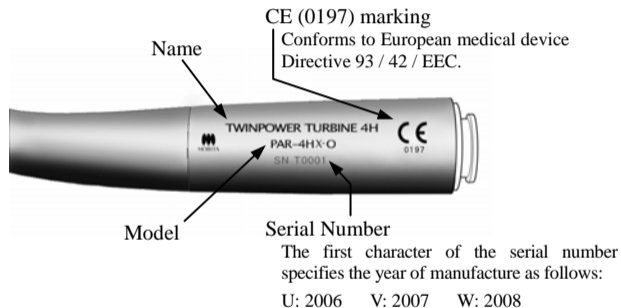 CE (0197) marking
Conforms to European medical device
Directive 93 / 42 / EEC.
Name
TWINPOWER TURBINE 4H
PAR-4HX-O
SN T0001
CE
0197
MORITA
Model
Serial Number
The first character of the serial number
specifies the year of manufacture as follows:
U: 2006 V: 2007 W: 2008